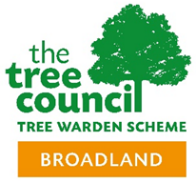 the
tree
council
TREE WARDEN SCHEME
BROADLAND